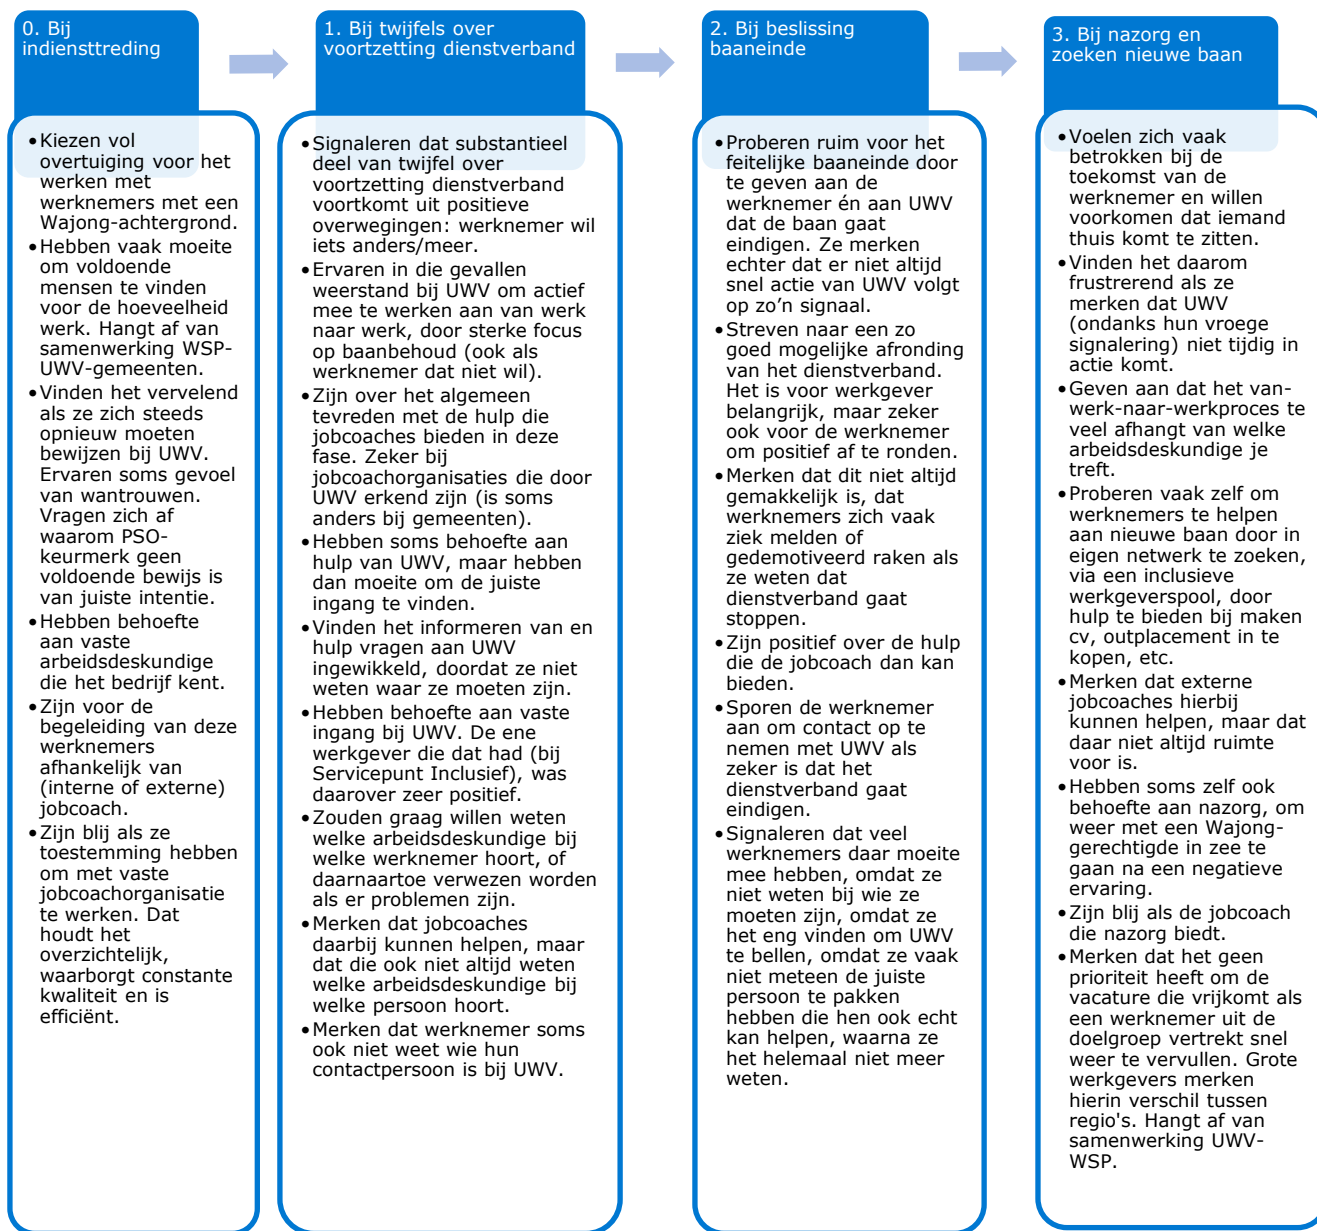 0. Bij
indiensttreding
•Kiezen vol
overtuiging voor het
werken met
werknemers met een
Wajong-achtergrond.
•Hebben vaak moeite
om voldoende
mensen te vinden
voor de hoeveelheid
werk. Hangt af van
samenwerking WSP-
UWV-gemeenten.
•Vinden het vervelend
als ze zich steeds
opnieuw moeten
bewijzen bij UWV.
Ervaren soms gevoel
van wantrouwen.
Vragen zich af
waarom PSO-
keurmerk geen
voldoende bewijs is
van juiste intentie.
•Hebben behoefte
aan vaste
arbeidsdeskundige
die het bedrijf kent.
•Zijn voor de
begeleiding van deze
werknemers
afhankelijk van
(interne of externe)
jobcoach.
•Zijn blij als ze
toestemming hebben
om met vaste
jobcoachorganisatie
te werken. Dat
houdt het
overzichtelijk,
waarborgt constante
kwaliteit en is
efficiënt.
1. Bij twijfels over
voortzetting dienstverband
•Signaleren dat substantieel
deel van twijfel over
voortzetting dienstverband
voortkomt uit positieve
overwegingen: werknemer wil
iets anders/meer.
•Ervaren in die gevallen
weerstand bij UWV om actief
mee te werken aan van werk
naar werk, door sterke focus
op baanbehoud (ook als
werknemer dat niet wil).
•Zijn over het algemeen
tevreden met de hulp die
jobcoaches bieden in deze
fase. Zeker bij
jobcoachorganisaties die door
UWV erkend zijn (is soms
anders bij gemeenten).
•Hebben soms behoefte aan
hulp van UWV, maar hebben
dan moeite om de juiste
ingang te vinden.
•Vinden het informeren van en
hulp vragen aan UWV
ingewikkeld, doordat ze niet
weten waar ze moeten zijn.
•Hebben behoefte aan vaste
ingang bij UWV. De ene
werkgever die dat had (bij
Servicepunt Inclusief), was
daarover zeer positief.
•Zouden graag willen weten
welke arbeidsdeskundige bij
welke werknemer hoort, of
daarnaartoe verwezen worden
als er problemen zijn.
•Merken dat jobcoaches
daarbij kunnen helpen, maar
dat die ook niet altijd weten
welke arbeidsdeskundige bij
welke persoon hoort.
•Merken dat werknemer soms
ook niet weet wie hun
contactpersoon is bij UWV.
2. Bij beslissing
baaneinde
•Proberen ruim voor het
feitelijke baaneinde door
te geven aan de
werknemer én aan UWV
dat de baan gaat
eindigen. Ze merken
echter dat er niet altijd
snel actie van UWV volgt
op zo’n signaal.
•Streven naar een zo
goed mogelijke afronding
van het dienstverband.
Het is voor werkgever
belangrijk, maar zeker
ook voor de werknemer
om positief af te ronden.
•Merken dat dit niet altijd
gemakkelijk is, dat
werknemers zich vaak
ziek melden of
gedemotiveerd raken als
ze weten dat
dienstverband gaat
stoppen.
•Zijn positief over de hulp
die de jobcoach dan kan
bieden.
•Sporen de werknemer
aan om contact op te
nemen met UWV als
zeker is dat het
dienstverband gaat
eindigen.
•Signaleren dat veel
werknemers daar moeite
mee hebben, omdat ze
niet weten bij wie ze
moeten zijn, omdat ze
het eng vinden om UWV
te bellen, omdat ze vaak
niet meteen de juiste
persoon te pakken
hebben die hen ook echt
kan helpen, waarna ze
het helemaal niet meer
weten.
3. Bij nazorg en
zoeken nieuwe baan
•Voelen zich vaak
betrokken bij de
toekomst van de
werknemer en willen
voorkomen dat iemand
thuis komt te zitten.
•Vinden het daarom
frustrerend als ze
merken dat UWV
(ondanks hun vroege
signalering) niet tijdig in
actie komt.
•Geven aan dat het van-
werk-naar-werkproces te
veel afhangt van welke
arbeidsdeskundige je
treft.
•Proberen vaak zelf om
werknemers te helpen
aan nieuwe baan door in
eigen netwerk te zoeken,
via een inclusieve
werkgeverspool, door
hulp te bieden bij maken
cv, outplacement in te
kopen, etc.
•Merken dat externe
jobcoaches hierbij
kunnen helpen, maar dat
daar niet altijd ruimte
voor is.
•Hebben soms zelf ook
behoefte aan nazorg, om
weer met een Wajong-
gerechtigde in zee te
gaan na een negatieve
ervaring.
•Zijn blij als de jobcoach
die nazorg biedt.
•Merken dat het geen
prioriteit heeft om de
vacature die vrijkomt als
een werknemer uit de
doelgroep vertrekt snel
weer te vervullen. Grote
werkgevers merken
hierin verschil tussen
regio's. Hangt af van
samenwerking UWV-
WSP.